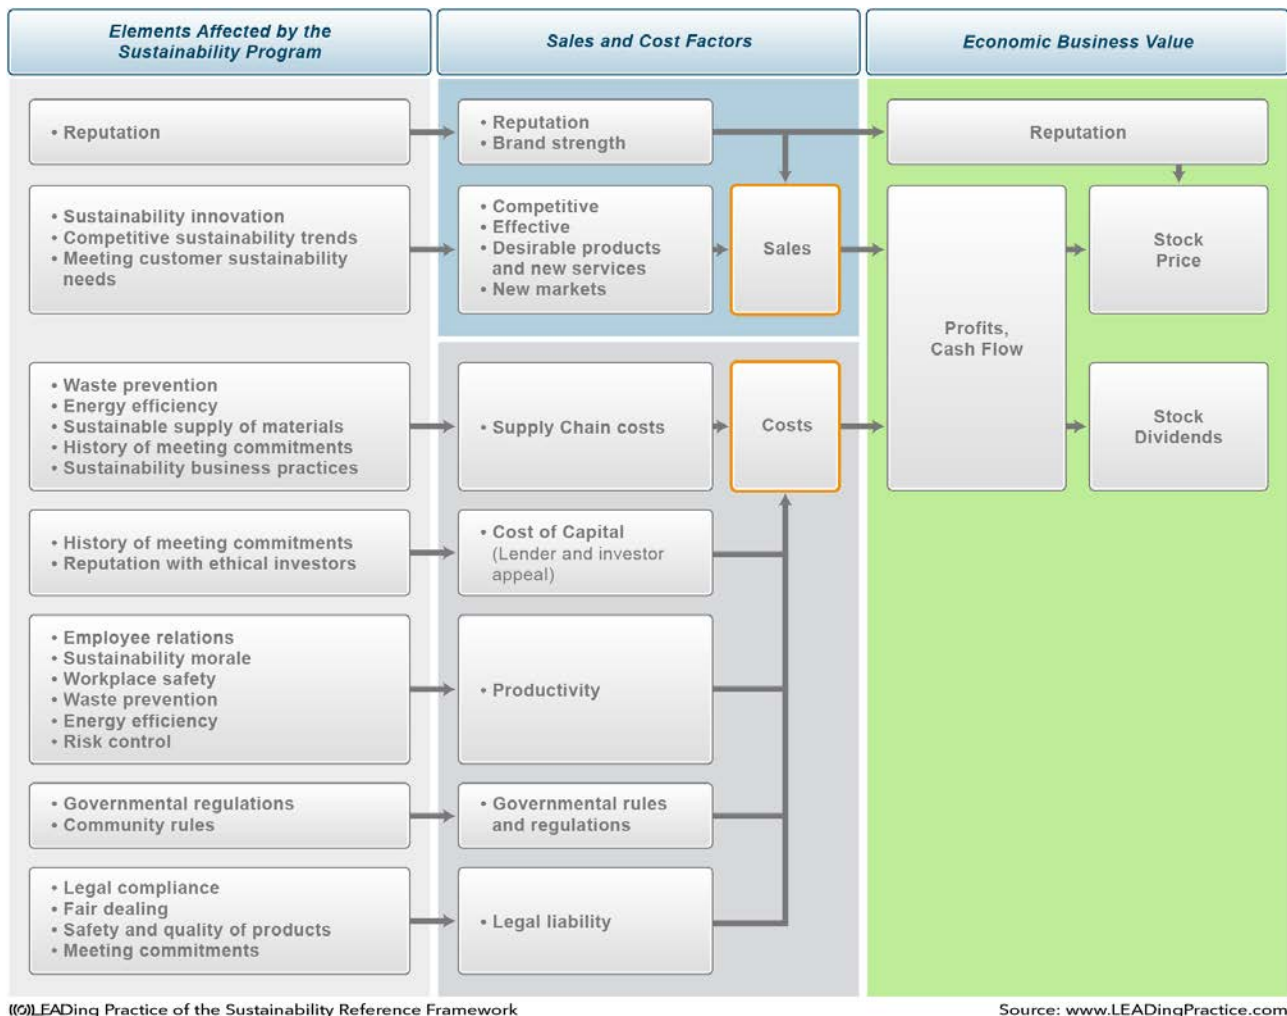 Elements Affected by the
Sustainability Program
Sales and Cost Factors
Economic Business Value
• Reputation
• Reputation
• Brand strength
Reputation
• Sustainability innovation
• Competitive sustainability trends
• Meeting customer sustainability
needs
• Competitive
• Effective
• Desirable products
and new services
• New markets
Sales
Profits,
Cash Flow
Stock
Price
• Waste prevention
• Energy efficiency
• Sustainable supply of materials
• History of meeting commitments
• Sustainability business practices
• Supply Chain costs
Costs
Stock
Dividends
• History of meeting commitments
• Reputation with ethical investors
• Cost of Capital
(Lender and investor
appeal)
• Employee relations
• Sustainability morale
• Workplace safety
• Waste prevention
• Energy efficiency
• Risk control
• Productivity
• Governmental regulations
• Community rules
• Governmental rules
and regulations
• Legal compliance
• Fair dealing
• Safety and quality of products
• Meeting commitments
• Legal liability
LEADing Practice of the Sustainability Reference Framework
Source: www.LEADingPractice.com